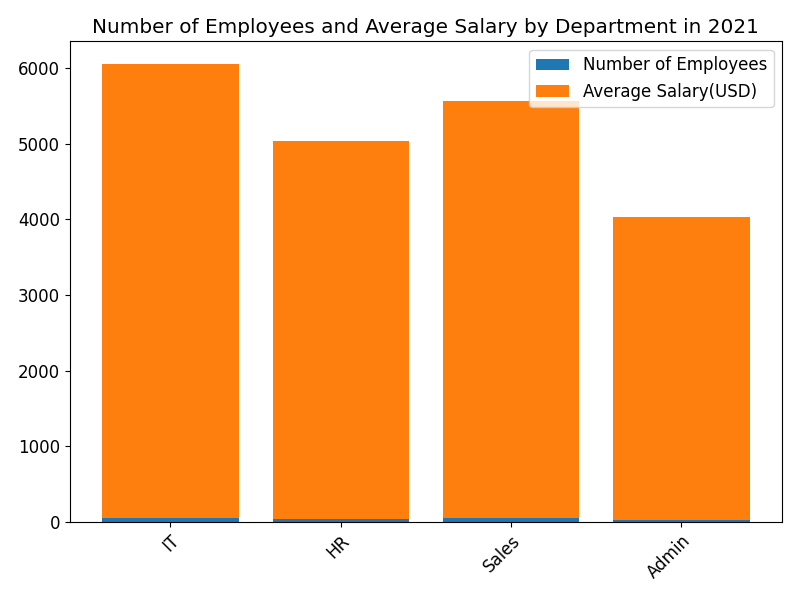 Number of Employees and Average Salary by Department in 2021
Number of Employees
Average Salary(USD)
6000
5000
4000
3000
2000
1000
0
IT
HR
Sales
Admin